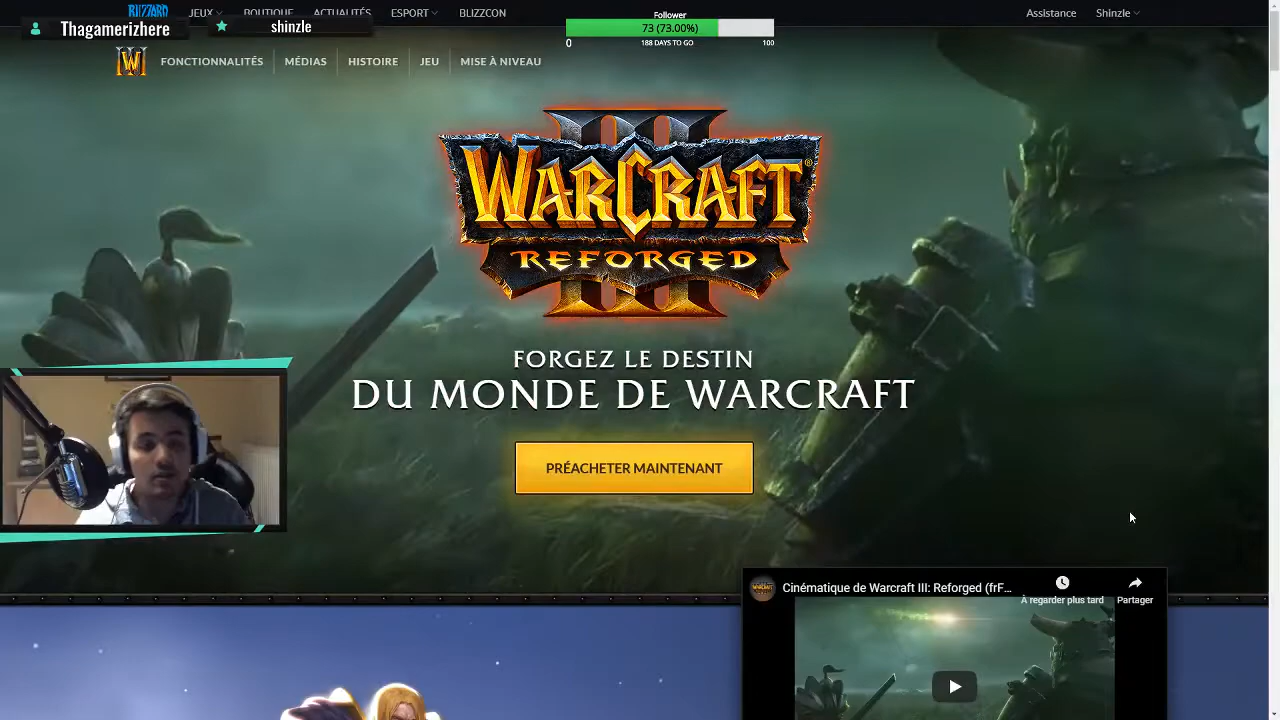 BLIZZARD JEUX BOUTIQUE ACTUALITÉS ESPORT BLIZZCON
Assistance Shinzle
Thagamerizhere
shinzle
Follower
73 (73.00%)
0 188 DAYS TO GO 100
W FONCTIONNALITÉS MÉDIAS HISTOIRE JEU MISE À NIVEAU
III
WARCRAFT®
REFORGED
FORGEZ LE DESTIN
DU MONDE DE WARCRAFT
PRÉACHETER MAINTENANT
Cinématique de Warcraft III: Reforged (frF...
À regarder plus tard
Partager